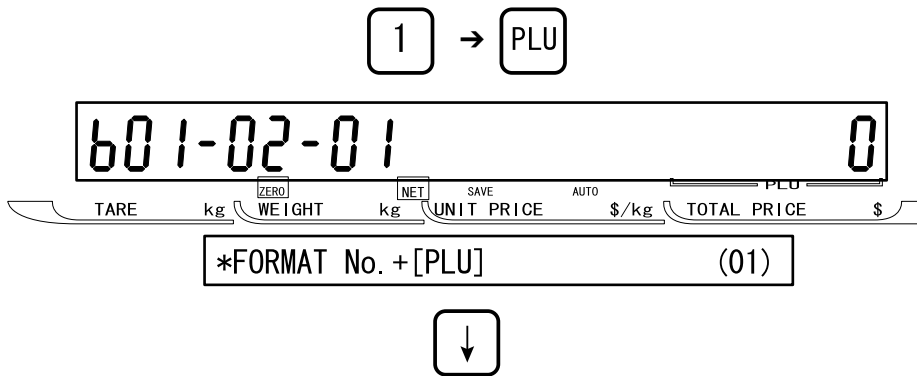 1 → PLU
b01-02-01 0
ZERO NET SAVE AUTO PLU
TARE kg WEIGHT kg UNIT PRICE $/kg TOTAL PRICE $
*FORMAT No.+[PLU] (01)
↓